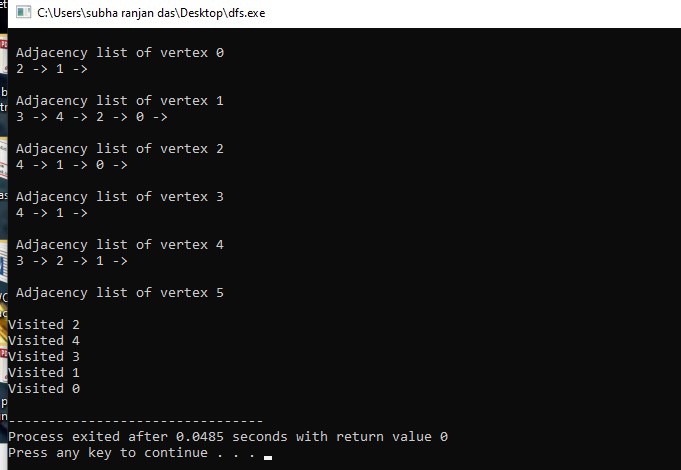 C:\Users\subha ranjan das\Desktop\dfs.exe
Adjacency list of vertex 0
2 -> 1 ->
Adjacency list of vertex 1
3 -> 4 -> 2 -> 0 ->
Adjacency list of vertex 2
4 -> 1 -> 0 ->
Adjacency list of vertex 3
4 -> 1 ->
Adjacency list of vertex 4
3 -> 2 -> 1 ->
Adjacency list of vertex 5
Visited 2
Visited 4
Visited 3
Visited 1
Visited 0
--------------------------------
Process exited after 0.0485 seconds with return value 0
Press any key to continue . . .